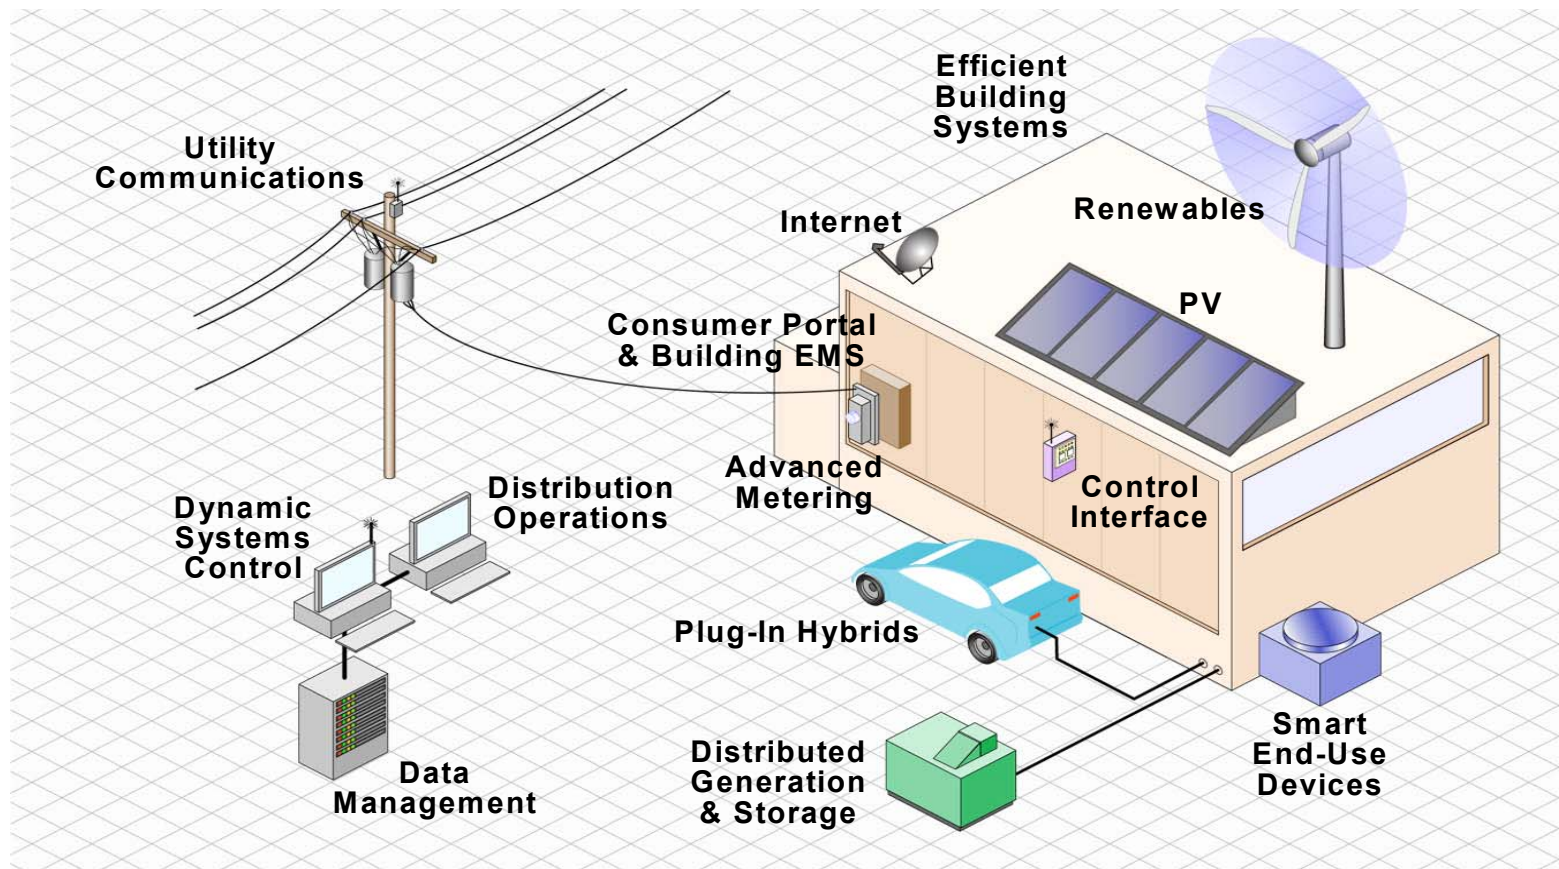 Efficient
Building
Systems
Utility
Communications
Renewables
Internet
PV
Consumer Portal
& Building EMS
Advanced
Metering
Control
Interface
Distribution
Operations
Dynamic
Systems
Control
Plug-In Hybrids
Smart
End-Use
Devices
Distributed
Generation
& Storage
Data
Management